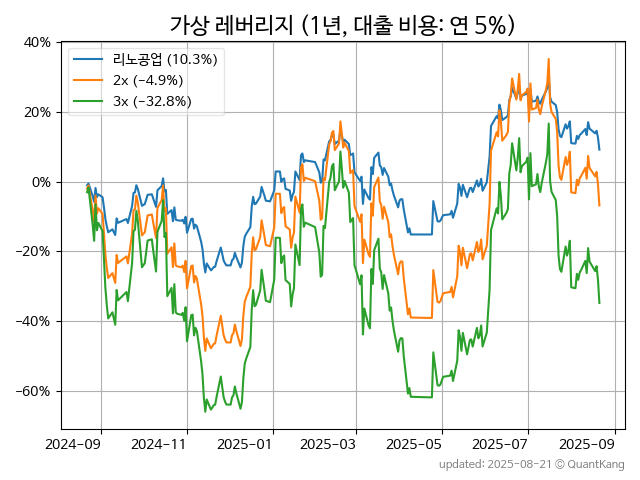 가상 레버리지 (1년, 대출 비용: 연 5%)
40%
20%
0%
−20%
−40%
−60%
리노공업 (10.3%)
2x (−4.9%)
3x (−32.8%)
2024-09
2024-11
2025-01
2025-03
2025-05
2025-07
2025-09
updated: 2025-08-21 © QuantKang